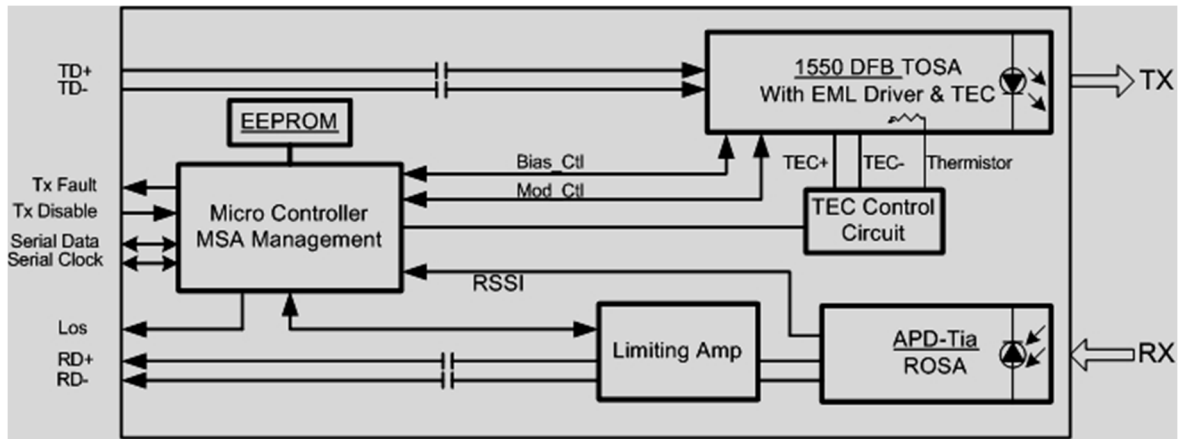 TD+
TD-
1550 DFB TOSA
With EML Driver & TEC
TX
EEPROM
Bias_Ctl
TEC+
TEC-
Thermistor
Tx Fault
Mod_Ctl
Tx Disable
Micro Controller
MSA Management
TEC Control
Circuit
Serial Data
Serial Clock
RSSI
Los
Limiting Amp
APD-Tia
ROSA
RX
RD+
RD-